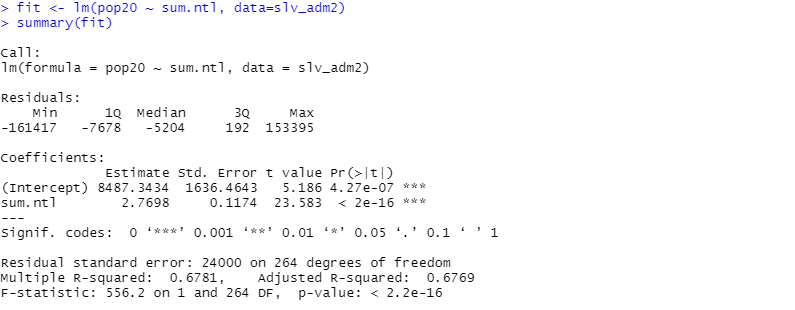 > fit <- lm(pop20 ~ sum.ntl, data=slv_adm2)
> summary(fit)
Call:
lm(formula = pop20 ~ sum.ntl, data = slv_adm2)
Residuals:
    Min      1Q  Median      3Q     Max
-161417   -7678   -5204     192  153395
Coefficients:
             Estimate Std. Error t value Pr(>|t|)
(Intercept) 8487.3434  1636.4643   5.186 4.27e-07 ***
sum.ntl        2.7698     0.1174  23.583  < 2e-16 ***
---
Signif. codes:  0 ‘***’ 0.001 ‘**’ 0.01 ‘*’ 0.05 ‘.’ 0.1 ‘ ’ 1
Residual standard error: 24000 on 264 degrees of freedom
Multiple R-squared:  0.6781,    Adjusted R-squared:  0.6769
F-statistic: 556.2 on 1 and 264 DF,  p-value: < 2.2e-16